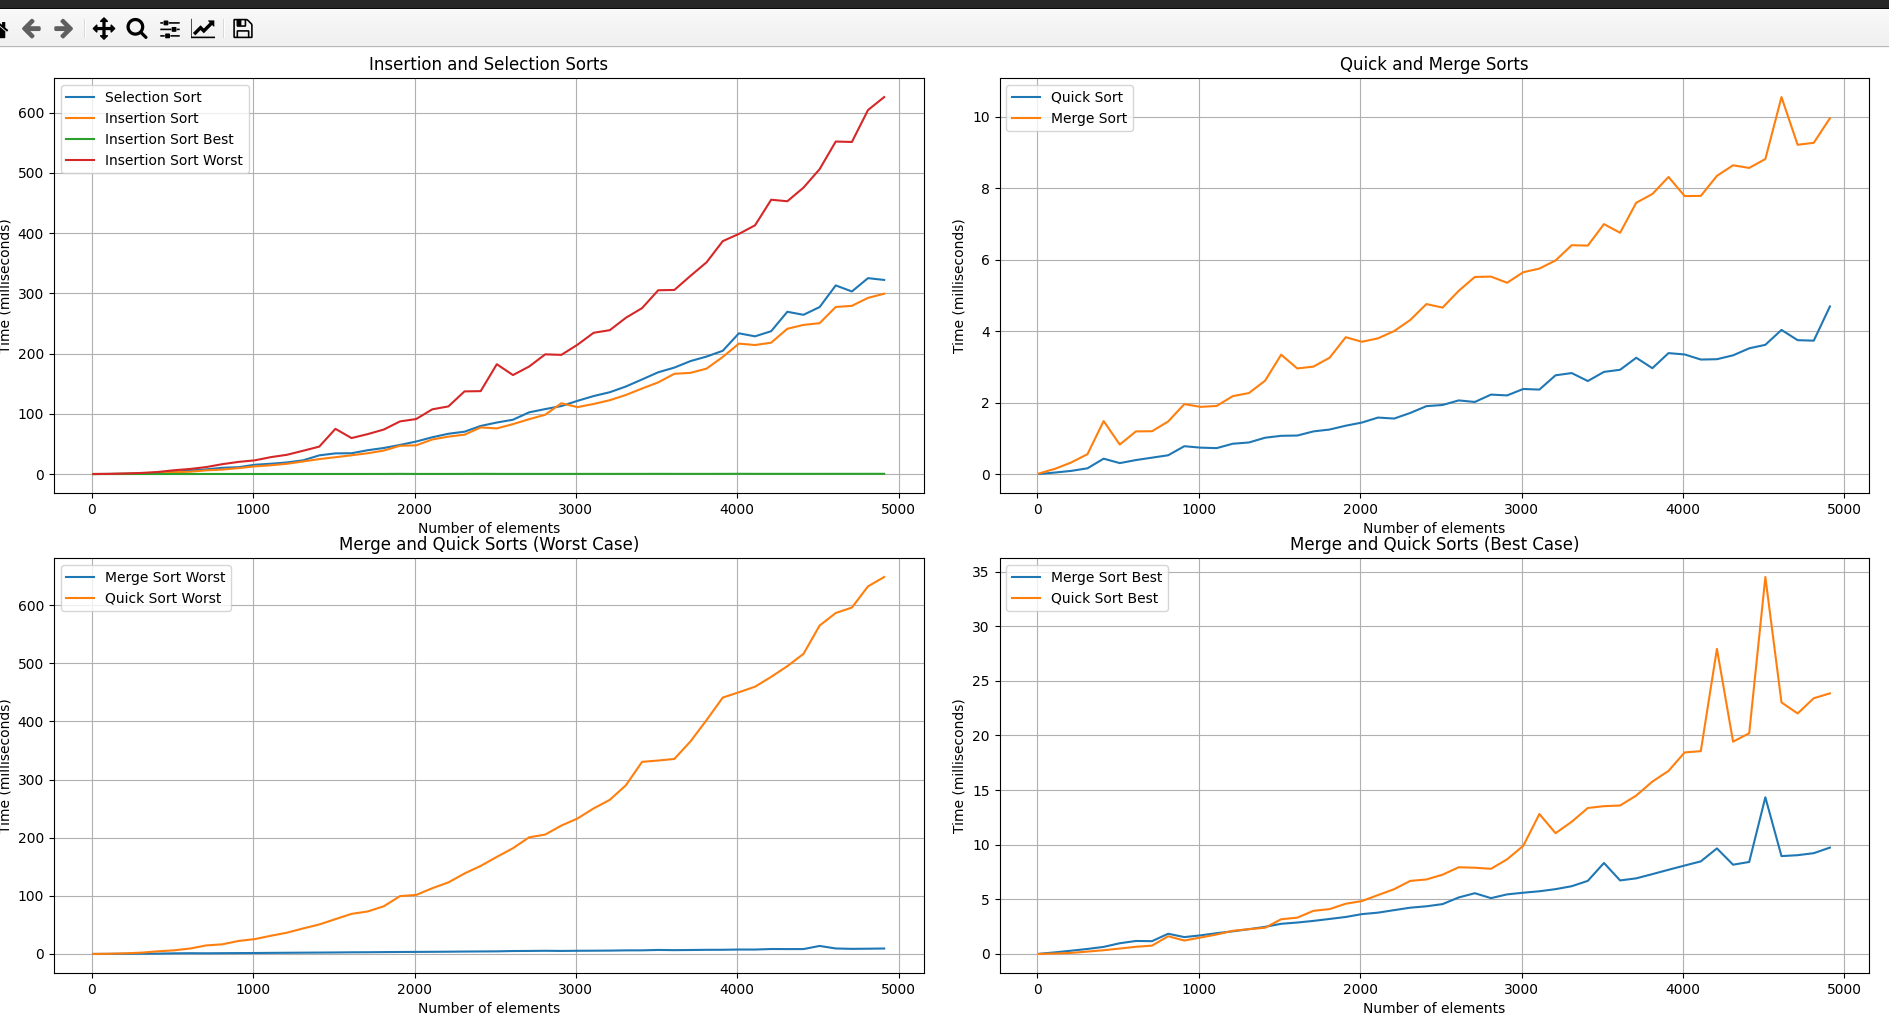 Insertion and Selection Sorts
Selection Sort
Insertion Sort
Insertion Sort Best
Insertion Sort Worst
600
500
400
300
200
100
0
Time (milliseconds)
0 1000 2000 3000 4000 5000
Number of elements
Quick and Merge Sorts
Quick Sort
Merge Sort
10
8
6
4
2
0
Time (milliseconds)
0 1000 2000 3000 4000 5000
Number of elements
Merge and Quick Sorts (Worst Case)
Merge Sort Worst
Quick Sort Worst
600
500
400
300
200
100
0
Time (milliseconds)
0 1000 2000 3000 4000 5000
Number of elements
Merge and Quick Sorts (Best Case)
Merge Sort Best
Quick Sort Best
35
30
25
20
15
10
5
0
Time (milliseconds)
0 1000 2000 3000 4000 5000
Number of elements